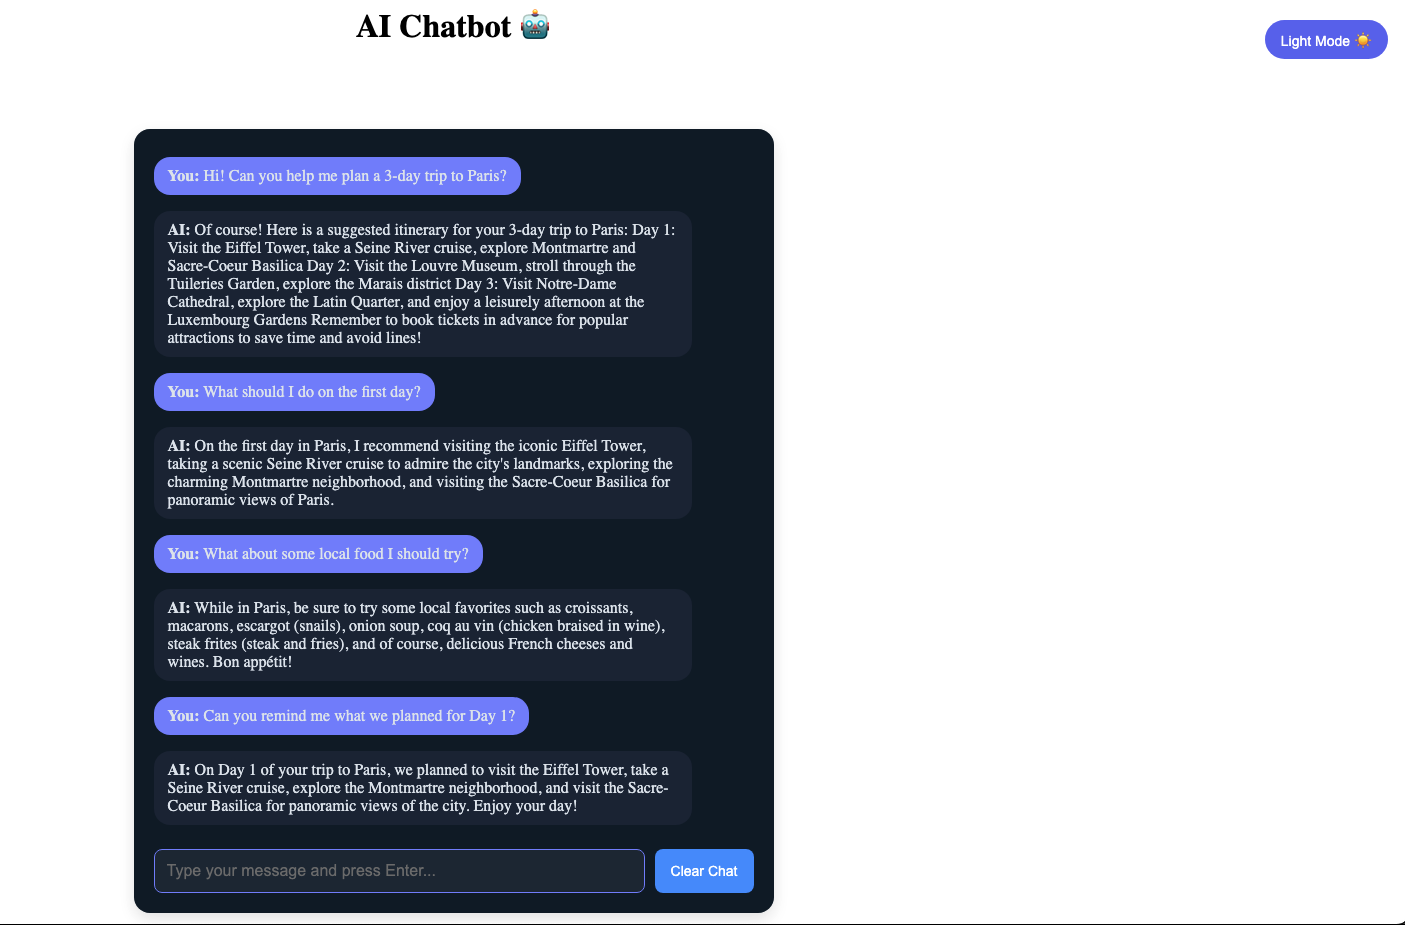 AI Chatbot 🤖
Light Mode ☀️
You: Hi! Can you help me plan a 3-day trip to Paris?
AI: Of course! Here is a suggested itinerary for your 3-day trip to Paris: Day 1:
Visit the Eiffel Tower, take a Seine River cruise, explore Montmartre and
Sacre-Coeur Basilica Day 2: Visit the Louvre Museum, stroll through the
Tuileries Garden, explore the Marais district Day 3: Visit Notre-Dame
Cathedral, explore the Latin Quarter, and enjoy a leisurely afternoon at the
Luxembourg Gardens Remember to book tickets in advance for popular
attractions to save time and avoid lines!
You: What should I do on the first day?
AI: On the first day in Paris, I recommend visiting the iconic Eiffel Tower,
taking a scenic Seine River cruise to admire the city's landmarks, exploring the
charming Montmartre neighborhood, and visiting the Sacre-Coeur Basilica for
panoramic views of Paris.
You: What about some local food I should try?
AI: While in Paris, be sure to try some local favorites such as croissants,
macarons, escargot (snails), onion soup, coq au vin (chicken braised in wine),
steak frites (steak and fries), and of course, delicious French cheeses and
wines. Bon appétit!
You: Can you remind me what we planned for Day 1?
AI: On Day 1 of your trip to Paris, we planned to visit the Eiffel Tower, take a
Seine River cruise, explore the Montmartre neighborhood, and visit the Sacre-
Coeur Basilica for panoramic views of the city. Enjoy your day!
Type your message and press Enter...
Clear Chat